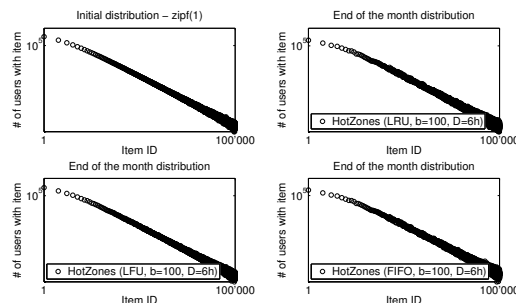 Initial distribution − zipf(1)
10^5
# of users with item
1
100'000
Item ID
End of the month distribution
10^5
# of users with item
HotZones (LRU, b=100, D=6h)
1
100'000
Item ID
End of the month distribution
10^5
# of users with item
HotZones (LFU, b=100, D=6h)
1
100'000
Item ID
End of the month distribution
10^5
# of users with item
HotZones (FIFO, b=100, D=6h)
1
100'000
Item ID